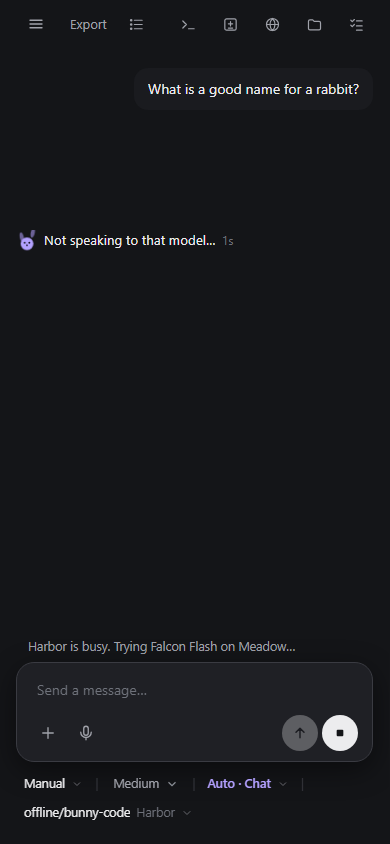 Export
What is a good name for a rabbit?
Not speaking to that model... 1s
Harbor is busy. Trying Falcon Flash on Meadow...
Send a message...
Manual | Medium | Auto · Chat |
offline/bunny-code Harbor